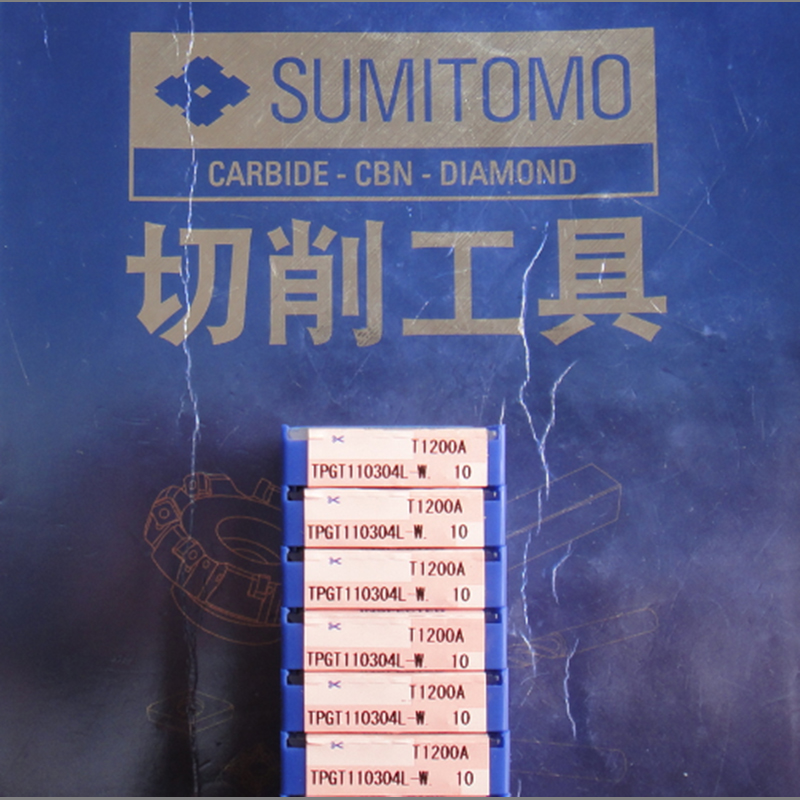 SUMITOMO
CARBIDE - CBN - DIAMOND
切削工具
T1200A
TPGT110304L-W. 10
T1200A
TPGT110304L-W. 10
T1200A
TPGT110304L-W. 10
T1200A
TPGT110304L-W. 10
T1200A
TPGT110304L-W. 10
T1200A
TPGT110304L-W. 10